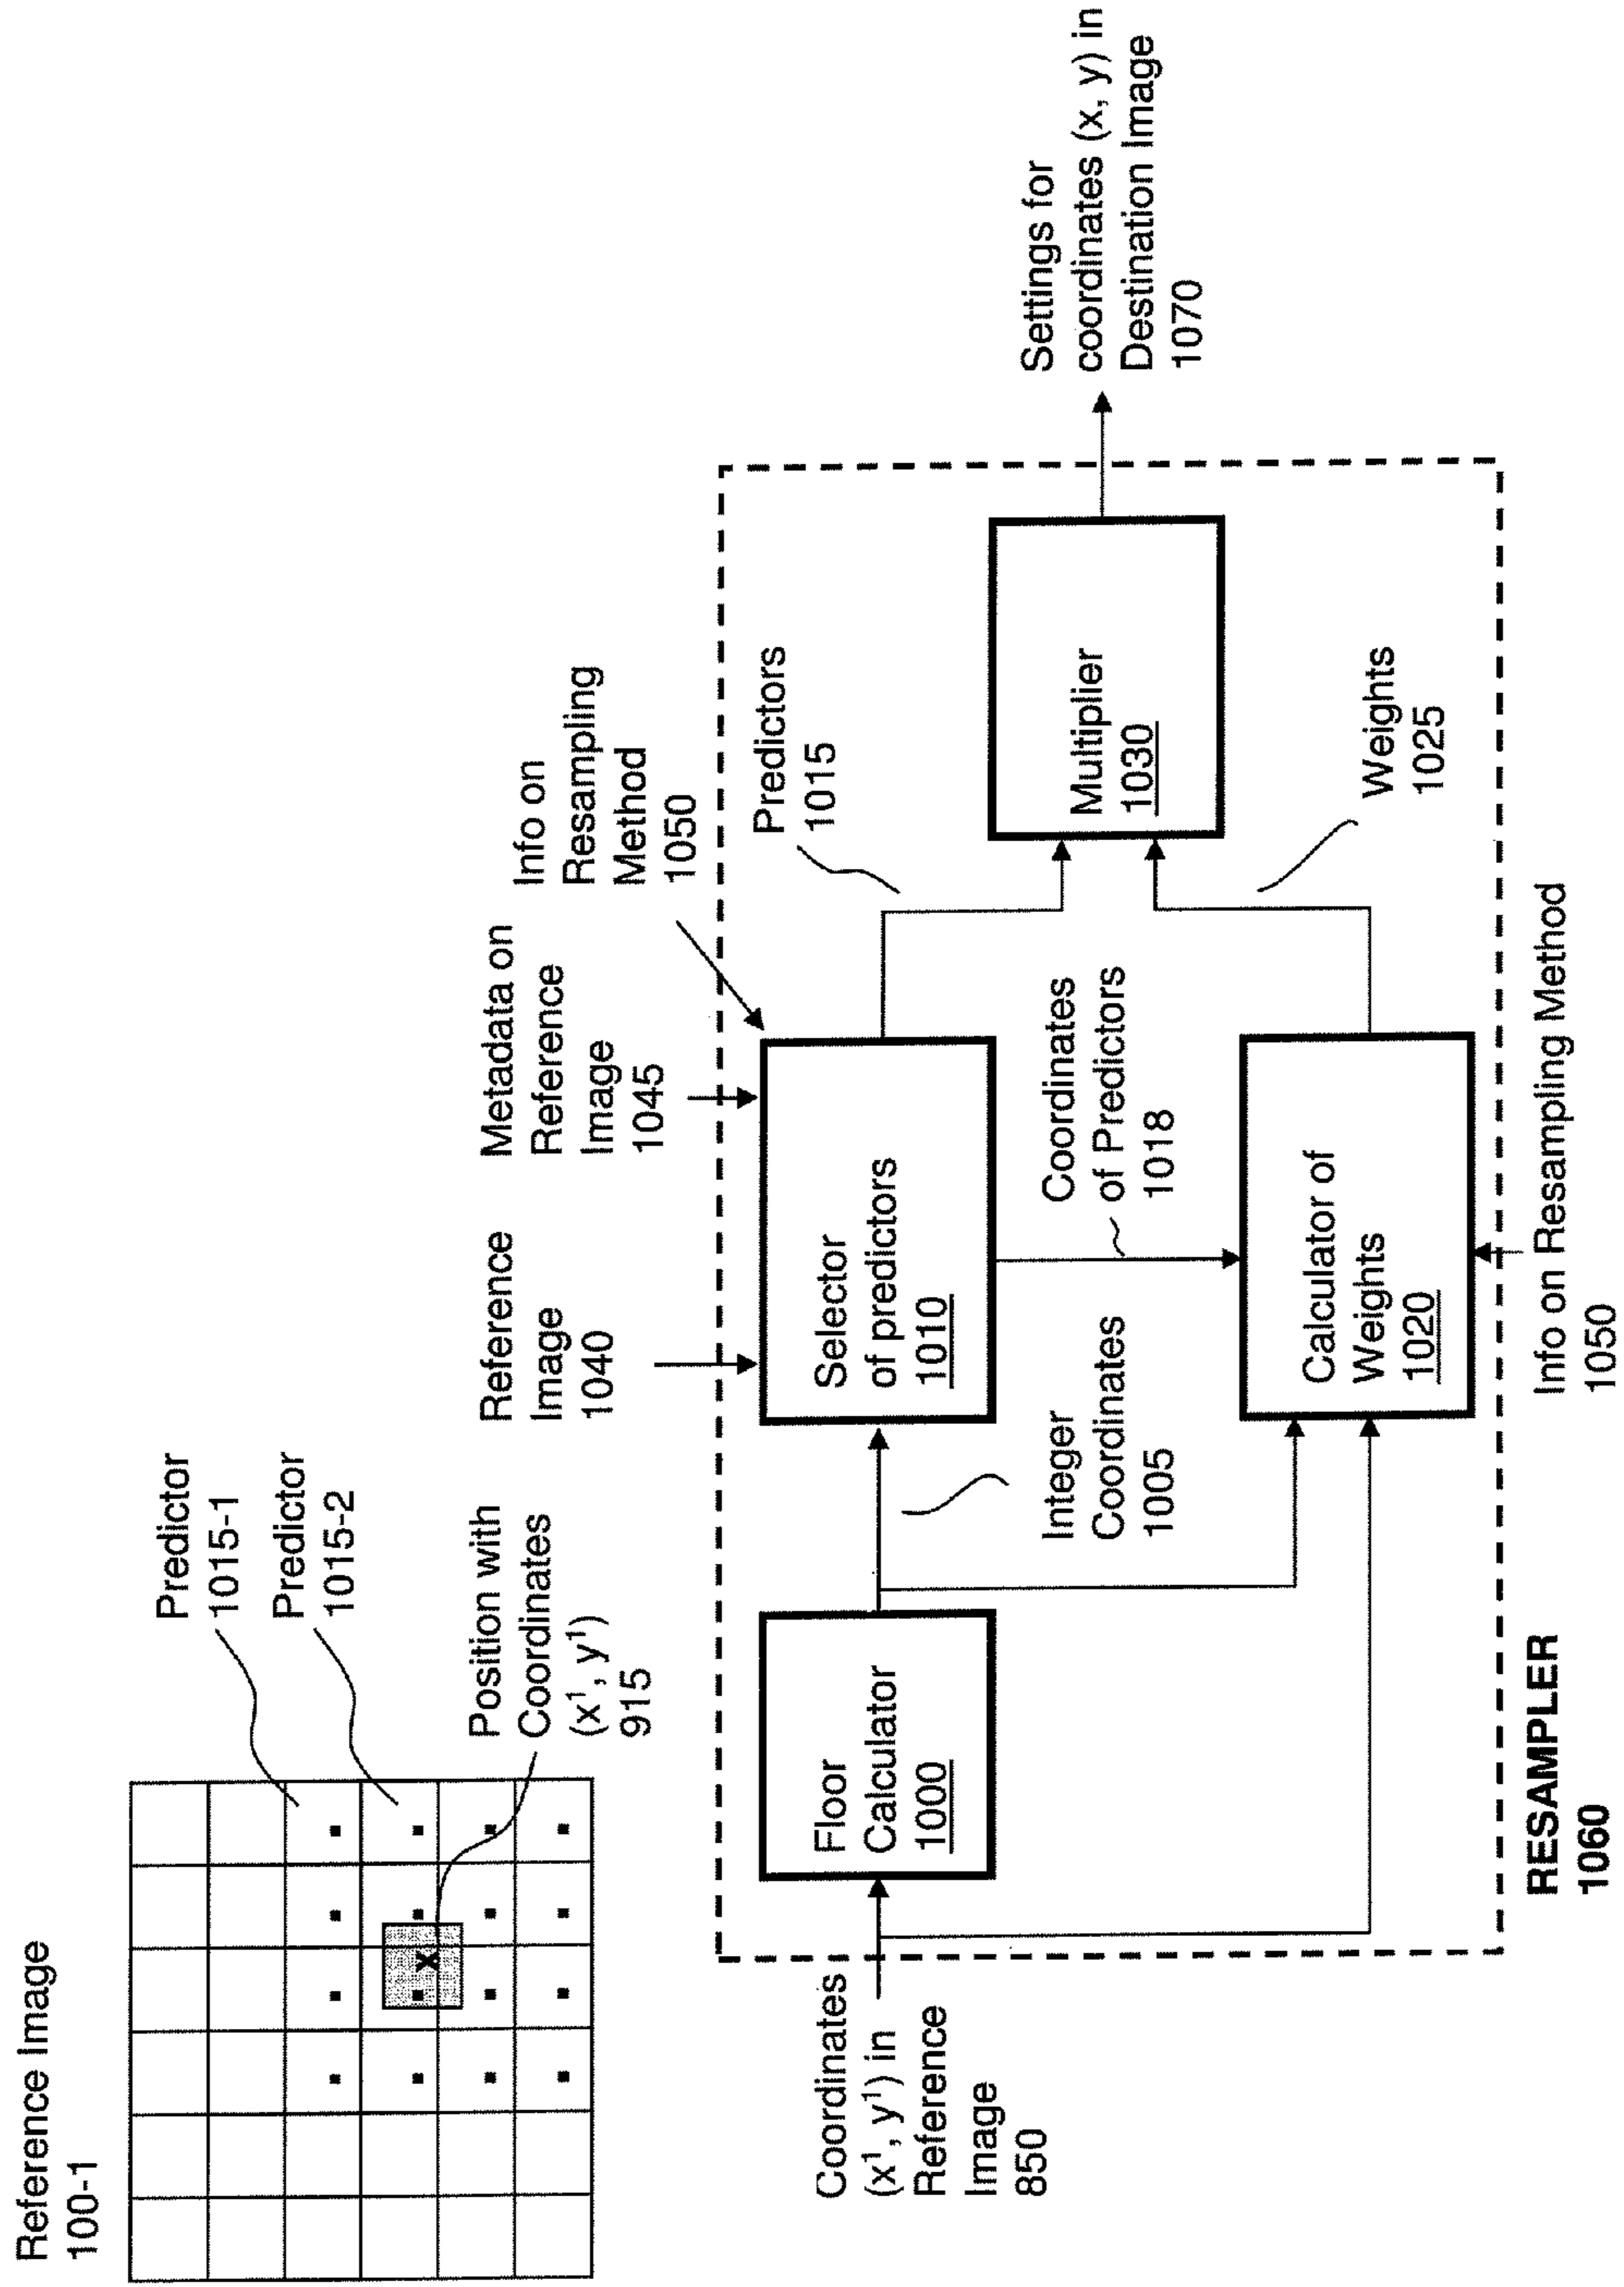 Reference Image
100-1
Predictor
1015-1
Predictor
1015-2
Position with
Coordinates
(x¹, y¹)
915
x
Reference
Image
1040
Metadata on
Reference
Image
1045
Info on
Resampling
Method
1050
Coordinates
(x¹, y¹) in
Reference
Image
850
Floor
Calculator
1000
Integer
Coordinates
1005
Selector
of predictors
1010
Coordinates
of Predictors
1018
Predictors
1015
Calculator of
Weights
1020
Weights
1025
Multiplier
1030
Settings for
coordinates (x, y) in
Destination Image
1070
Info on Resampling Method
1050
RESAMPLER
1060